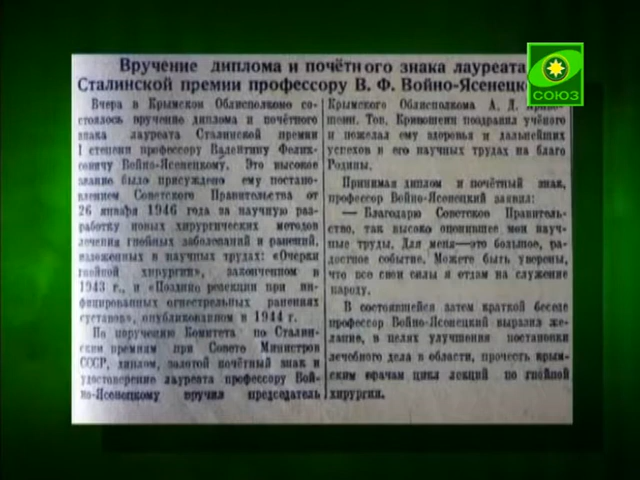 Вручение диплома и почётного знака лауреата
Сталинской премии профессору В. Ф. Войно-Ясенецко
СОЮЗ
Вчера в Крымском Облисполкоме со-
стоялось вручение диплома и почётного
знака лауреата Сталинской премии
I степени профессору Валентину Фелик-
совичу Войно-Ясенецкому. Это высокое
звание было присуждено ему постано-
влением Советского Правительства от
26 января 1946 года за научную раз-
работку новых хирургических методов
лечения гнойных заболеваний и ранений,
изложенных в научных трудах: «Очерки
гнойной хирургии», законченном в
1943 г., и «Поздние резекции при ин-
фицированных огнестрельных ранениях
суставов», опубликованном в 1944 г.
По поручению Комитета по Сталин-
ским премиям при Совете Министров
СССР, диплом, золотой почётный знак и
удостоверение лауреата профессору Вой-
но-Ясенецкому вручил председатель
Крымского Облисполкома А. Д.
Тов. Кривошеин поздравил учёного
и пожелал ему здоровья и дальнейших
успехов в его научных трудах на благо
Родины.
Принимая диплом и почётный знак,
профессор Войно-Ясенецкий заявил:
— Благодарю Советское Правитель-
ство, так высоко оценившее мои науч-
ные труды. Для меня—это большое, ра-
достное событие. Можете быть уверены,
что все свои силы я отдам на служение
народу.
В состоявшейся затем краткой беседе
профессор Войно-Ясенецкий выразил же-
лание, в целях улучшения постановки
лечебного дела в области, прочесть крым-
ским врачам цикл лекций по гнойной
хирургии.